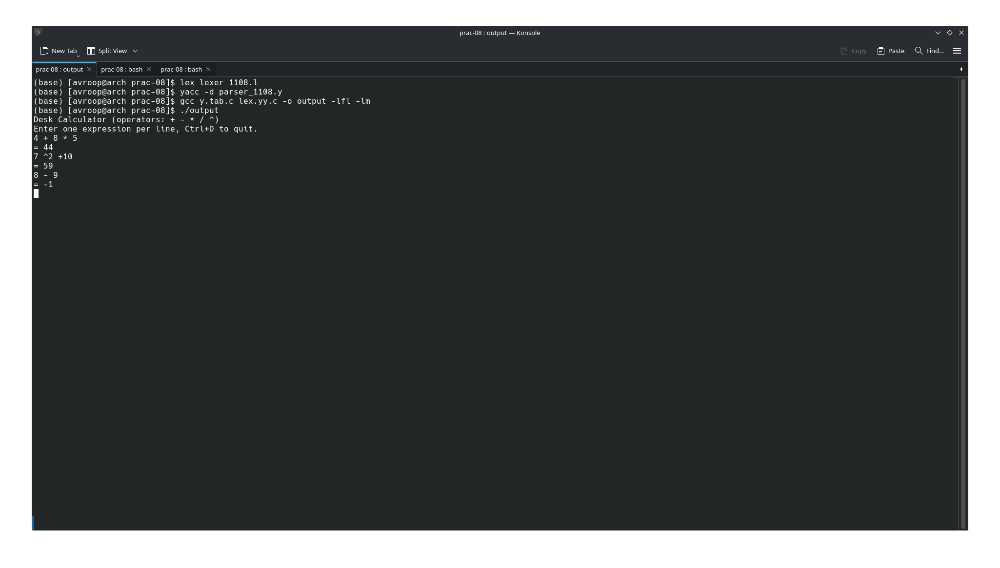 prac-08 : output — Konsole
New Tab Split View Copy Paste Find...
prac-08 : output prac-08 : bash prac-08 : bash
(base) [avroop@arch prac-08]$ lex lexer_1108.l
(base) [avroop@arch prac-08]$ yacc -d parser_1108.y
(base) [avroop@arch prac-08]$ gcc y.tab.c lex.yy.c -o output -lfl -lm
(base) [avroop@arch prac-08]$ ./output
Desk Calculator (operators: + - * / ^)
Enter one expression per line, Ctrl+D to quit.
4 + 8 * 5
= 44
7 ^2 +10
= 59
8 - 9
= -1